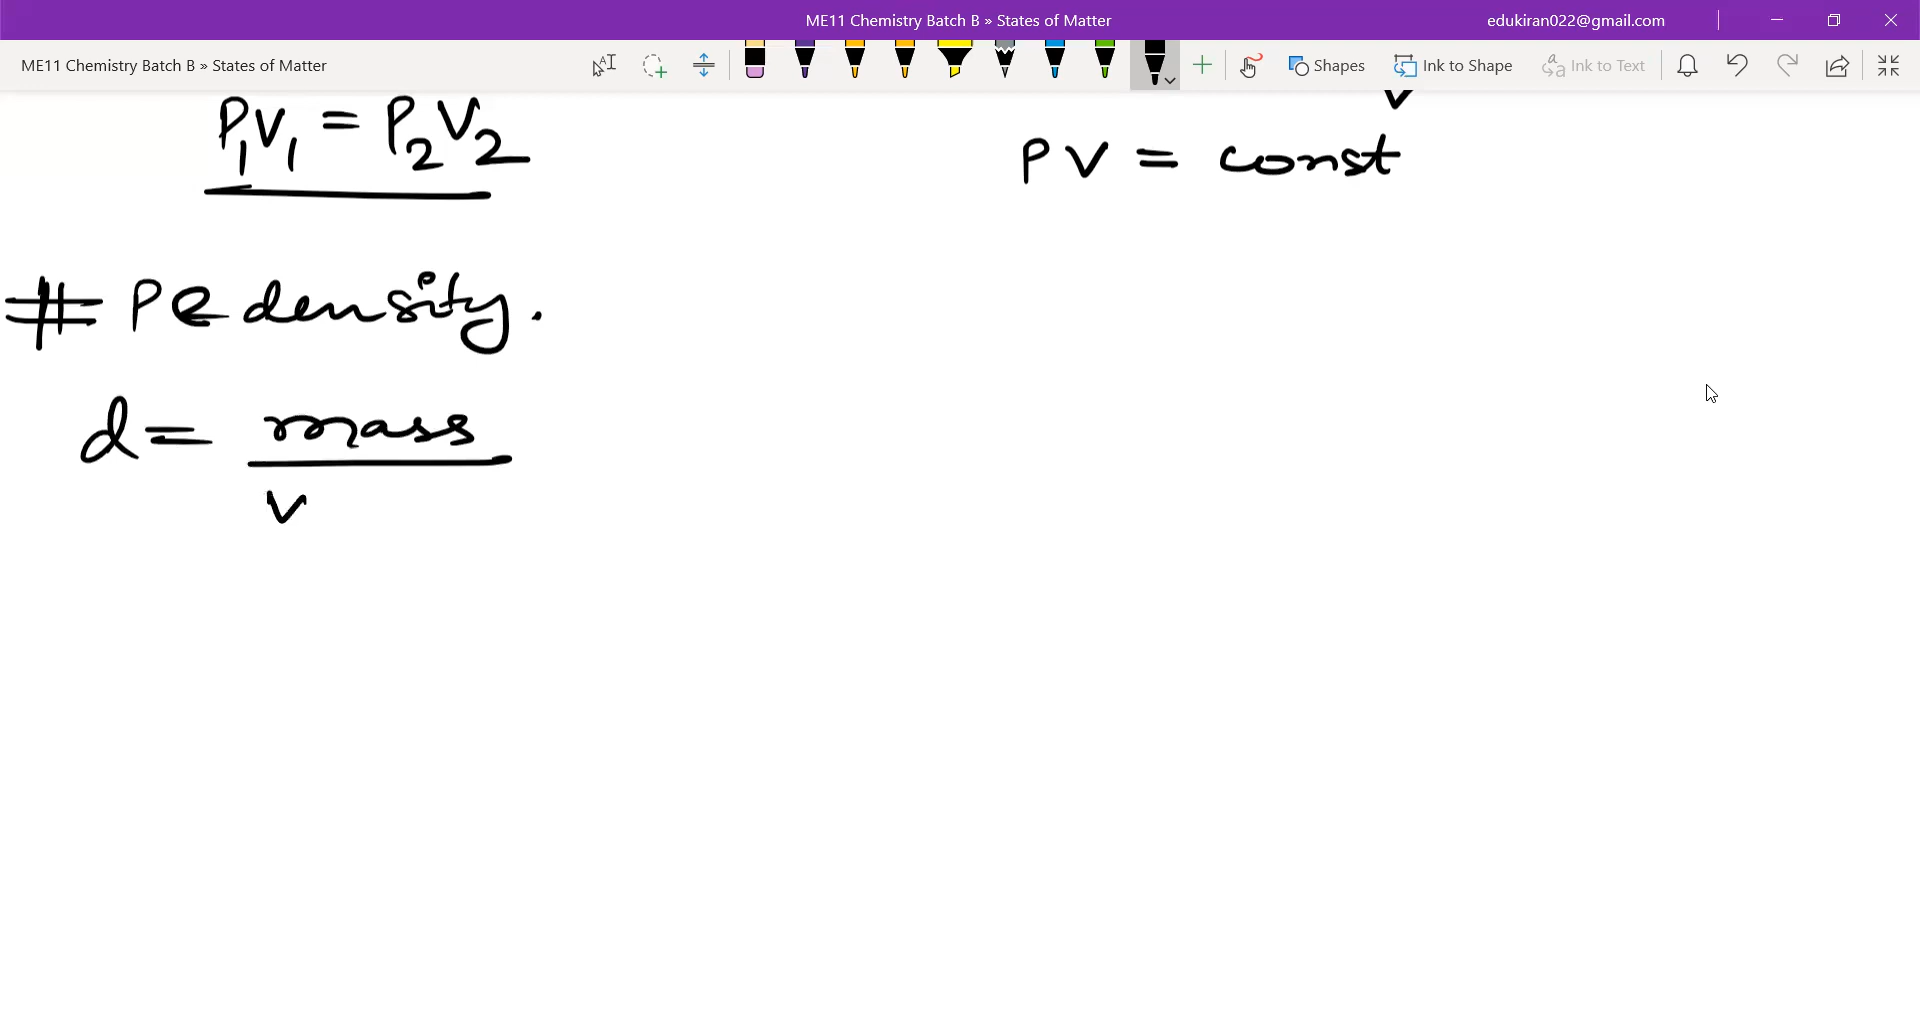 ME11 Chemistry Batch B » States of Matter
edukiran022@gmail.com
ME11 Chemistry Batch B » States of Matter
Shapes
Ink to Shape
Ink to Text
P₁V₁ = P₂V₂
V
PV = const
# P & density.
d = mass
V